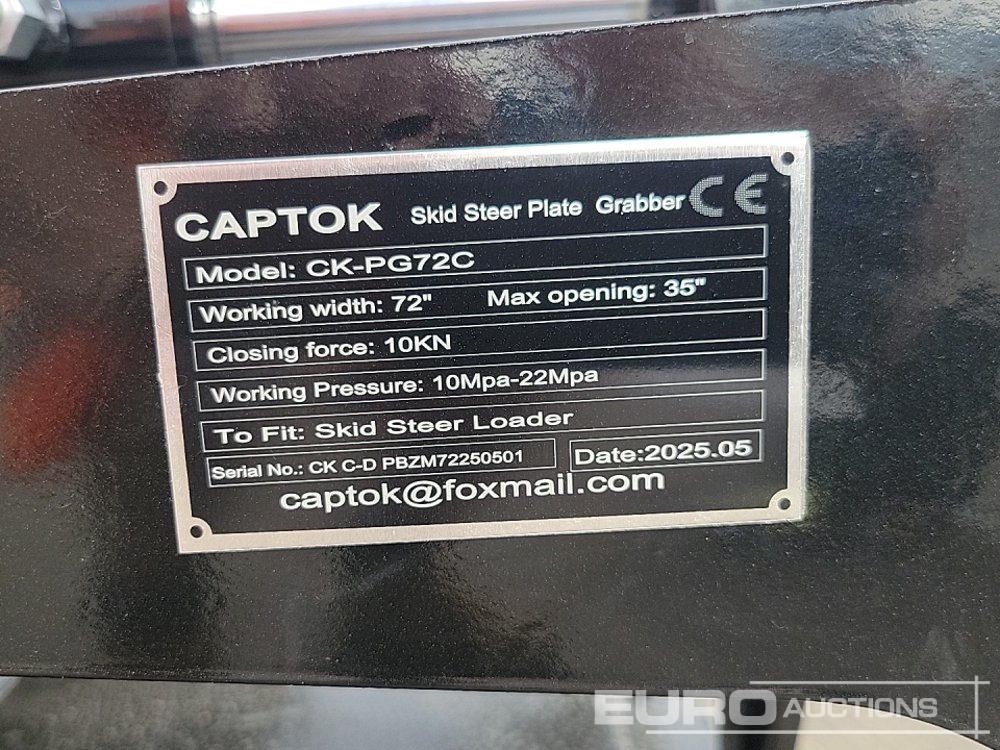 CAPTOK Skid Steer Plate Grabber CE
Model: CK-PG72C
Working width: 72" Max opening: 35"
Closing force: 10KN
Working Pressure: 10Mpa-22Mpa
To Fit: Skid Steer Loader
Serial No.: CK C-D PBZM72250501 Date:2025.05
captok@foxmail.com
EURO AUCTIONS